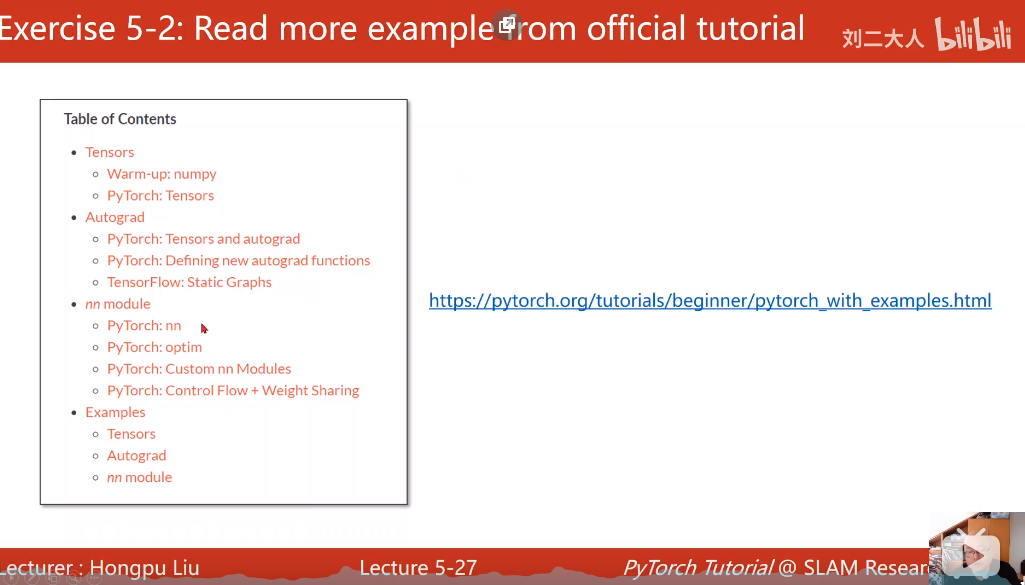 Exercise 5-2: Read more example from official tutorial
刘二大人 bilibili
Table of Contents
Tensors
Warm-up: numpy
PyTorch: Tensors
Autograd
PyTorch: Tensors and autograd
PyTorch: Defining new autograd functions
TensorFlow: Static Graphs
nn module
PyTorch: nn
PyTorch: optim
PyTorch: Custom nn Modules
PyTorch: Control Flow + Weight Sharing
Examples
Tensors
Autograd
nn module
https://pytorch.org/tutorials/beginner/pytorch_with_examples.html
Lecturer : Hongpu Liu
Lecture 5-27
PyTorch Tutorial @ SLAM Resear